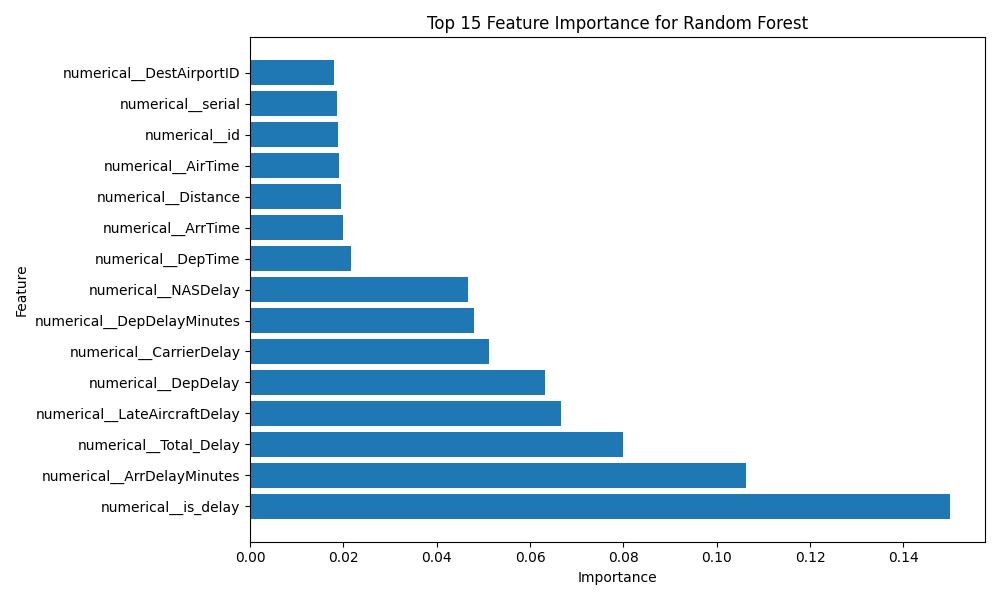 Top 15 Feature Importance for Random Forest
Feature
numerical__DestAirportID
numerical__serial
numerical__id
numerical__AirTime
numerical__Distance
numerical__ArrTime
numerical__DepTime
numerical__NASDelay
numerical__DepDelayMinutes
numerical__CarrierDelay
numerical__DepDelay
numerical__LateAircraftDelay
numerical__Total_Delay
numerical__ArrDelayMinutes
numerical__is_delay
0.00 0.02 0.04 0.06 0.08 0.10 0.12 0.14
Importance